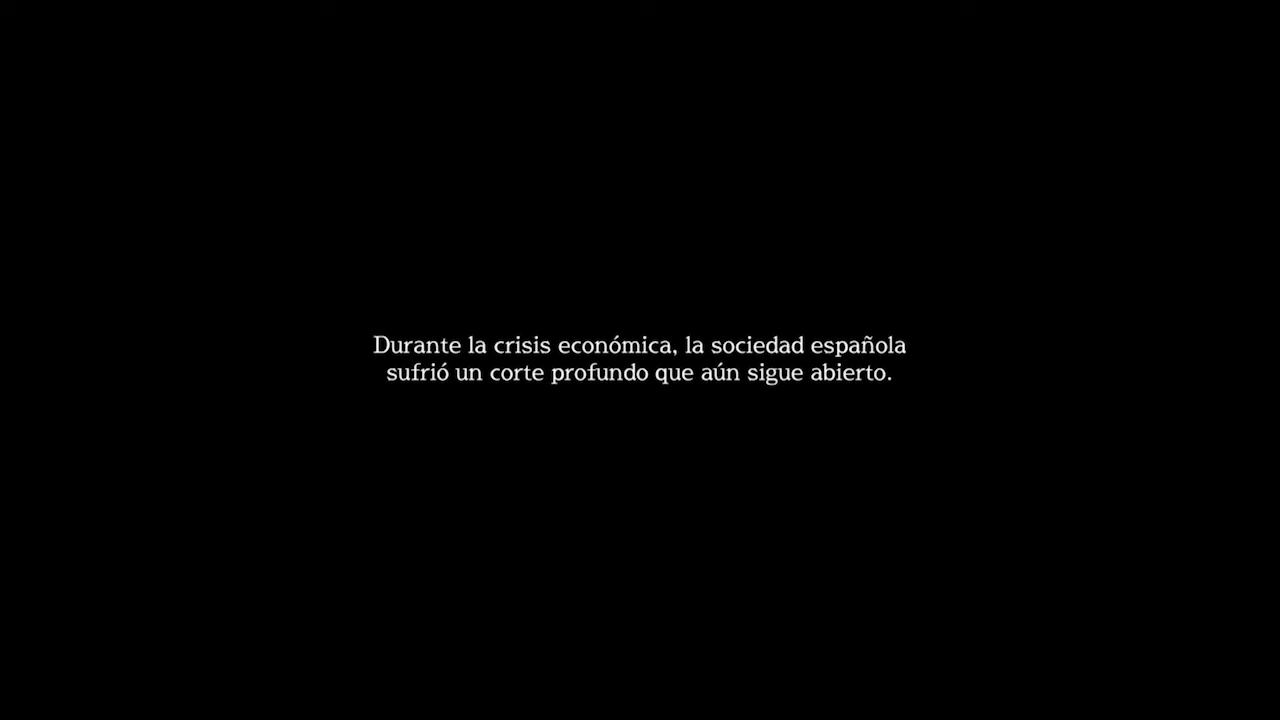 Durante la crisis económica, la sociedad española
sufrió un corte profundo que aún sigue abierto.